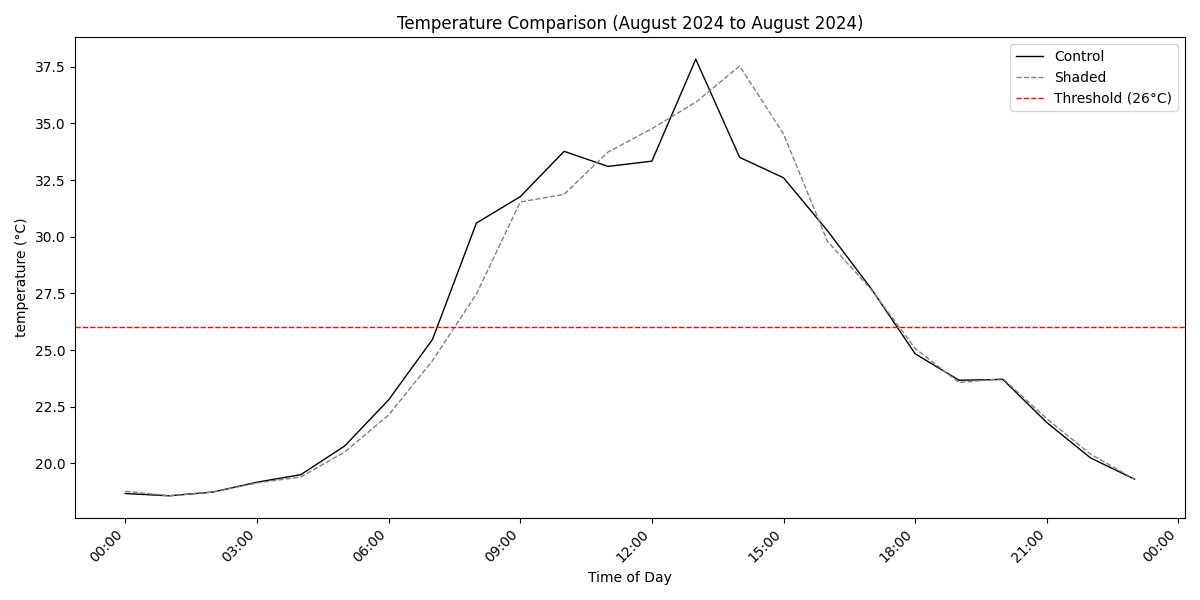 Temperature Comparison (August 2024 to August 2024)
Control
Shaded
Threshold (26°C)
temperature (°C)
37.5
35.0
32.5
30.0
27.5
25.0
22.5
20.0
00:00
03:00
06:00
09:00
12:00
15:00
18:00
21:00
00:00
Time of Day